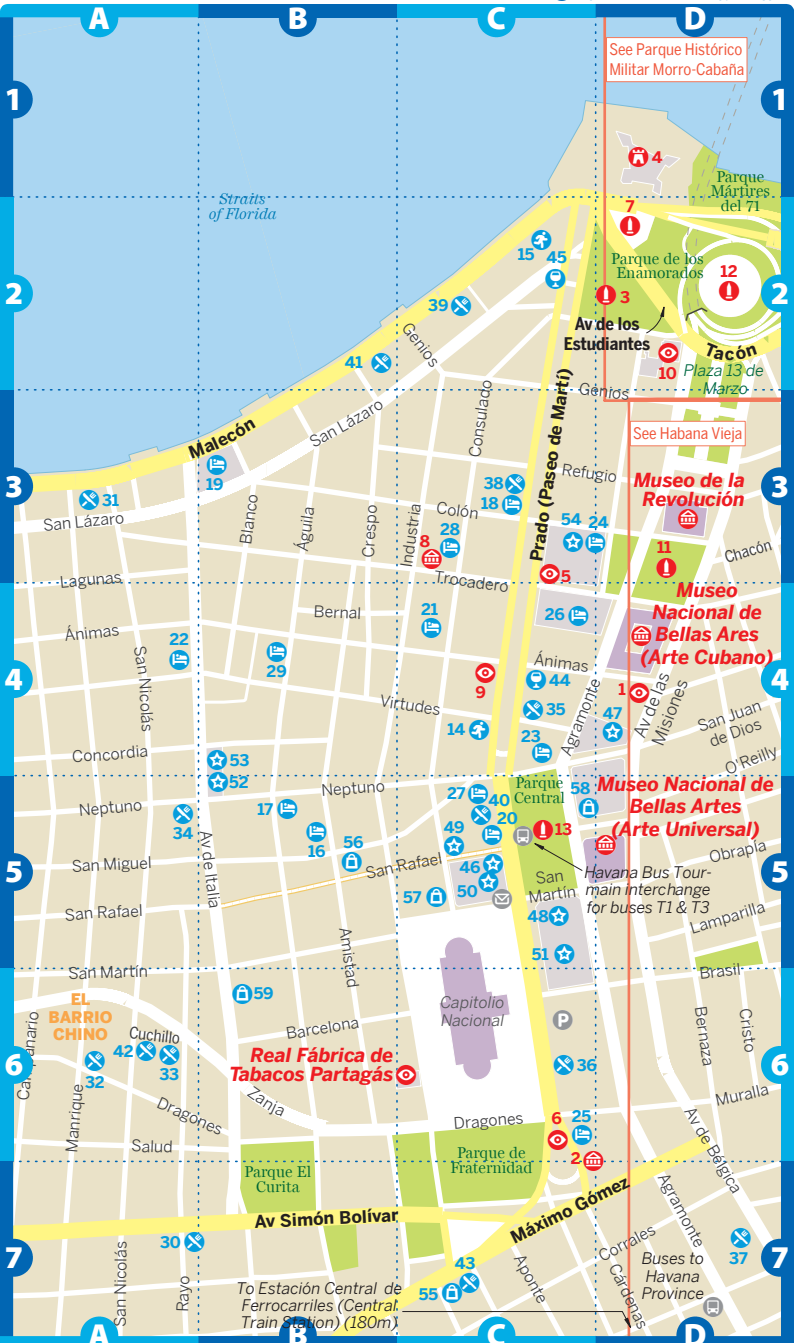 A
B
C
D
1
1
See Parque Histórico
Militar Morro-Cabaña
4
Parque
Mártires
del 71
Straits
of Florida
7
15
45
Parque de los
Enamorados
12
2
2
39
3
Av de los
Estudiantes
Genios
41
10
Tacón
Plaza 13 de
Marzo
Genios
Consulado
San Lázaro
Malecón
Prado (Paseo de Martí)
See Habana Vieja
3
3
19
31
San Lázaro
Refugio
38
18
Museo de la
Revolución
Colón
Blanco
Águila
Crespo
Industria
28
8
54
24
11
Chacón
5
Trocadero
Lagunas
Museo
Nacional de
Bellas Ares
(Arte Cubano)
Bernal
21
26
Ánimas
22
San Nicolás
29
4
4
Ánimas
9
44
1
Av de las
Misiones
Virtudes
35
Agramonte
47
San Juan
de Dios
14
23
Concordia
53
52
O'Reilly
Neptuno
Neptuno
Parque
Central
27
40
58
Museo Nacional de
Bellas Artes
(Arte Universal)
17
34
16
56
49
20
13
Av de Italia
5
5
San Miguel
San Rafael
46
Obrapla
Havana Bus Tour-
main interchange
for buses T1 & T3
San
Martín
57
50
San Rafael
48
Lamparilla
Amistad
51
San Martín
Brasil
EL
BARRIO
CHINO
59
Capitolio
Nacional
P
Campanario
Cuchillo
Barcelona
Bernaza
Cristo
42
33
32
Real Fábrica de
Tabacos Partagás
36
6
6
Manrique
Zanja
Dragones
Muralla
Dragones
6
25
Av de Bélgica
Salud
2
Parque El
Curita
Parque de
Fraternidad
Av Simón Bolívar
Máximo Gómez
Agramonte
7
7
30
Corrales
37
43
55
Buses to
Havana
Province
San Nicolás
Rayo
Aponte
Cárdenas
To Estación Central de
Ferrocarriles (Central
Train Station) (180m)
A
B
C
D